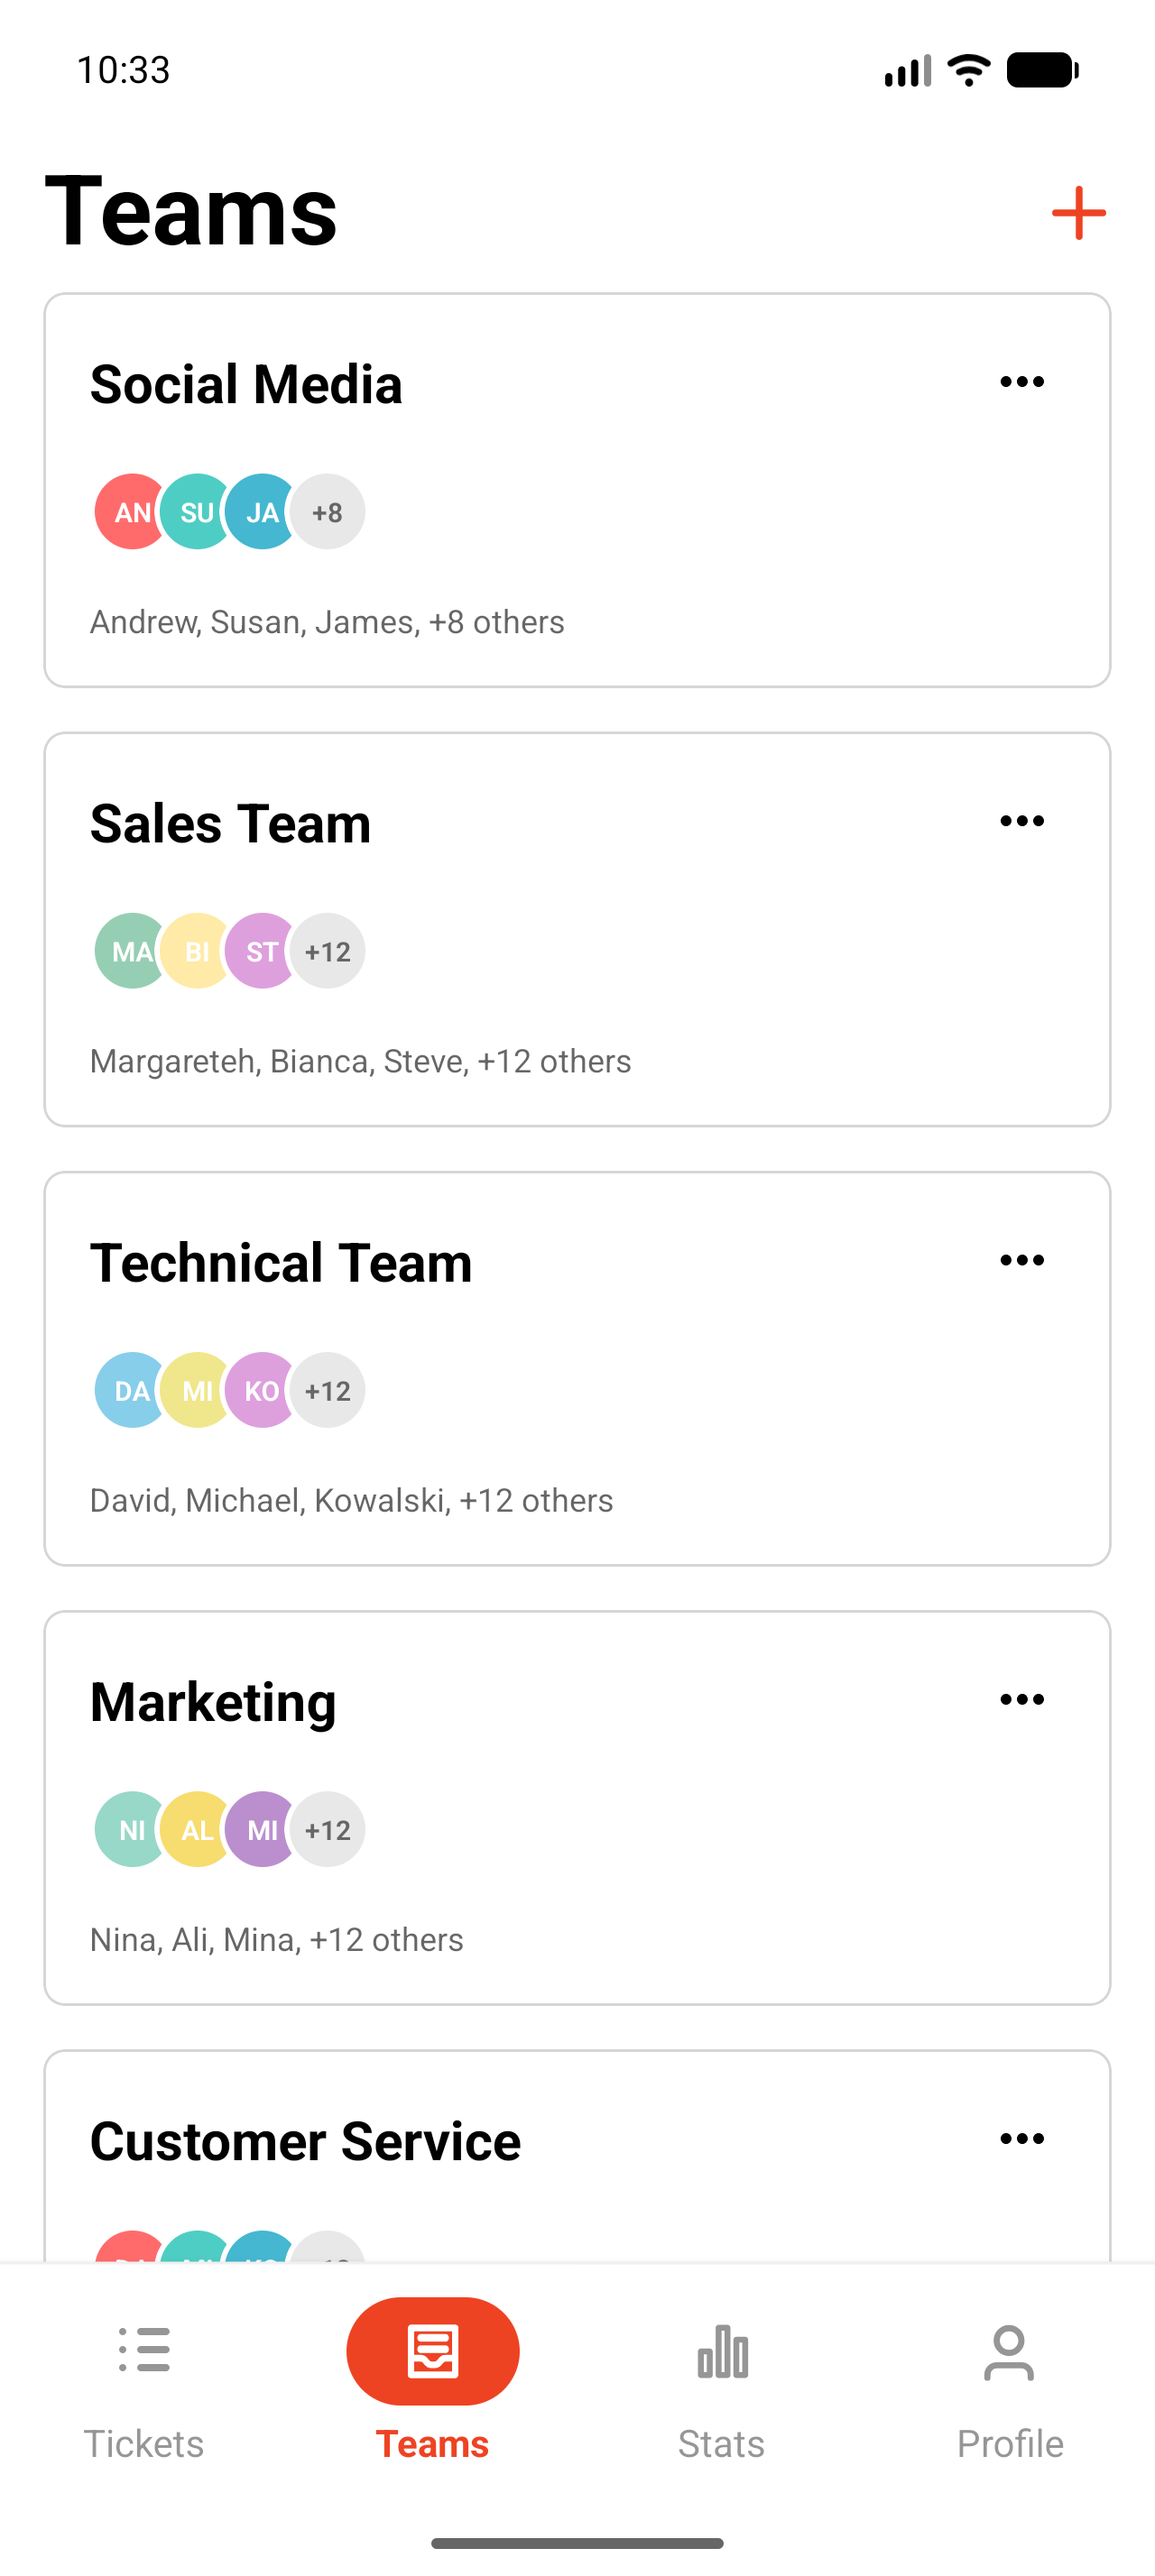 10:33
Teams
Social Media
AN SU JA +8
Andrew, Susan, James, +8 others
Sales Team
MA BI ST +12
Margareteh, Bianca, Steve, +12 others
Technical Team
DA MI KO +12
David, Michael, Kowalski, +12 others
Marketing
NI AL MI +12
Nina, Ali, Mina, +12 others
Customer Service
Tickets Teams Stats Profile